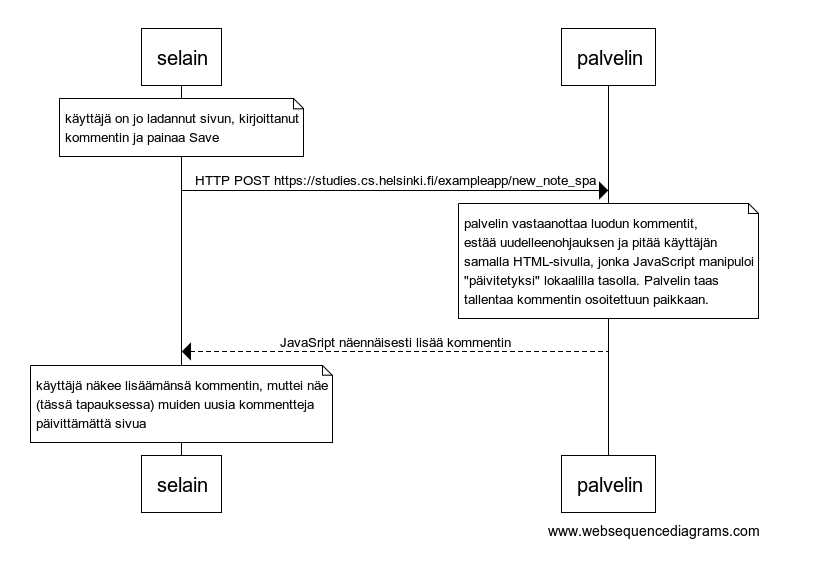 selain
palvelin
käyttäjä on jo ladannut sivun, kirjoittanut
kommentin ja painaa Save
HTTP POST https://studies.cs.helsinki.fi/exampleapp/new_note_spa
palvelin vastaanottaa luodun kommentit,
estää uudelleenohjauksen ja pitää käyttäjän
samalla HTML-sivulla, jonka JavaScript manipuloi
"päivitetyksi" lokaalilla tasolla. Palvelin taas
tallentaa kommentin osoitettuun paikkaan.
JavaSript näennäisesti lisää kommentin
käyttäjä näkee lisäämänsä kommentin, muttei näe
(tässä tapauksessa) muiden uusia kommentteja
päivittämättä sivua
selain
palvelin
www.websequencediagrams.com